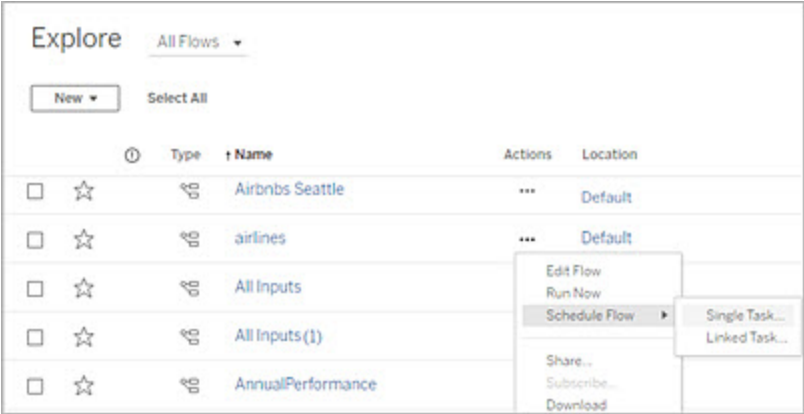 Explore All Flows
New Select All
Type Name Actions Location
Airbnbs Seattle ... Default
airlines ... Default
Edit Flow
All Inputs Run Now
Schedule Flow Single Task...
All Inputs (1) Linked Task...
Share...
AnnualPerformance Subscribe...
Download